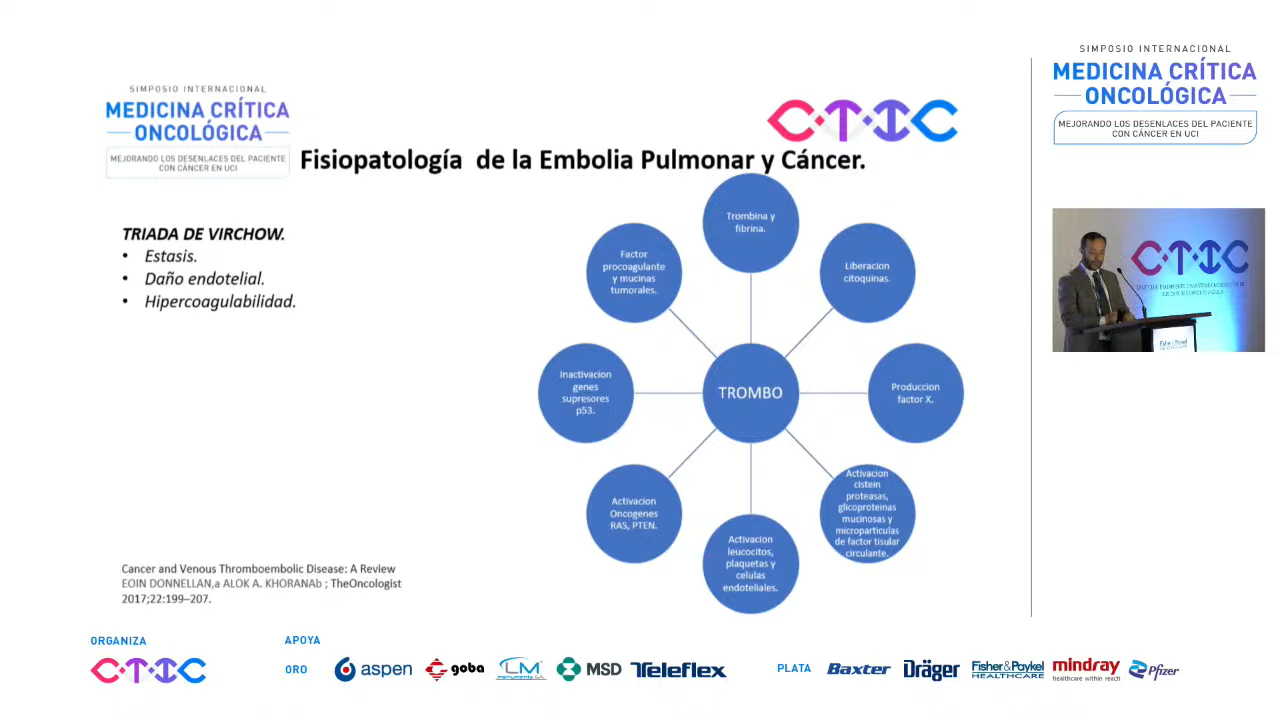 SIMPOSIO INTERNACIONAL
MEDICINA CRÍTICA
ONCOLÓGICA
MEJORANDO LOS DESENLACES DEL PACIENTE
CON CÁNCER EN UCI
CTIC
Fisiopatología de la Embolia Pulmonar y Cáncer.
TRIADA DE VIRCHOW.
• Estasis.
• Daño endotelial.
• Hipercoagulabilidad.
Trombina y
fibrina.
Liberacion
citoquinas.
Produccion
factor X.
Activacion
cistein
proteasas,
glicoproteinas
mucinosas y
microparticulas
de factor tisular
circulante.
Activacion
leucocitos,
plaquetas y
celulas
endoteliales.
Activacion
Oncogenes
RAS, PTEN.
Inactivacion
genes
supresores
p53.
Factor
procoagulante
y mucinas
tumorales.
TROMBO
Cancer and Venous Thromboembolic Disease: A Review
EOIN DONNELLAN,a ALOK A. KHORANAb ; TheOncologist
2017;22:199–207.
SIMPOSIO INTERNACIONAL
MEDICINA CRÍTICA
ONCOLÓGICA
MEJORANDO LOS DESENLACES DEL PACIENTE
CON CÁNCER EN UCI
CTIC
Fisher&Paykel
ORGANIZA
CTIC
APOYA
ORO
aspen
goba
LM
Instruments S.A.
MSD
Teleflex
PLATA
Baxter
Dräger
Fisher & Paykel
HEALTHCARE
mindray
healthcare within reach
Pfizer